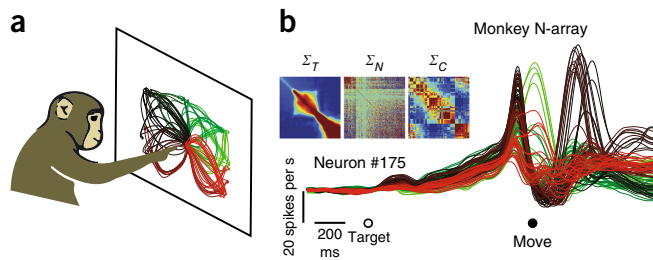 a
b
Monkey N-array
Σ_T
Σ_N
Σ_C
Neuron #175
20 spikes per s
200
ms
Target
Move